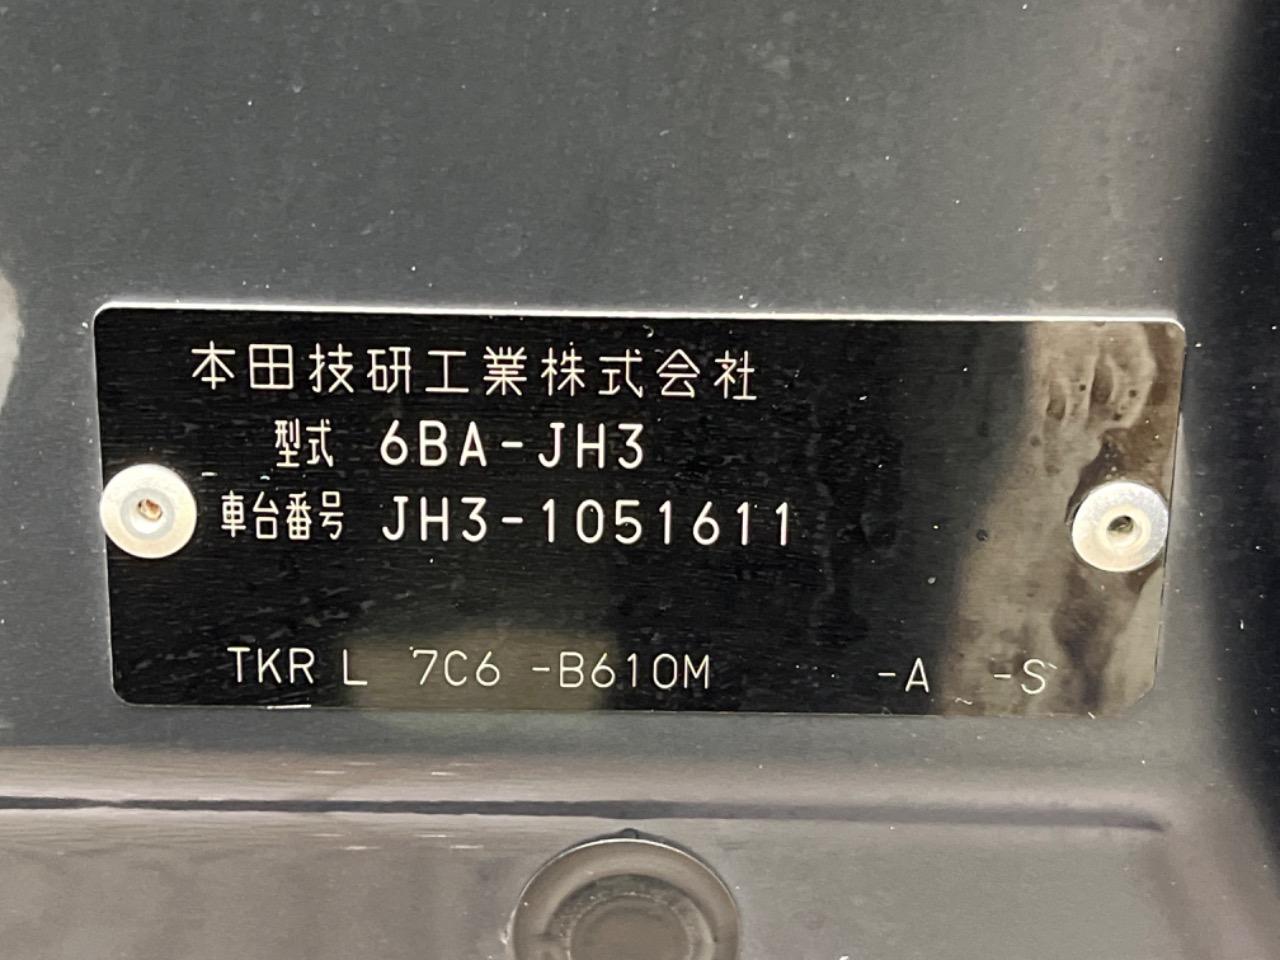 本田技研工業株式会社
型式 6BA-JH3
車台番号 JH3-1051611
TKR L 7C6 -B610M -A -S